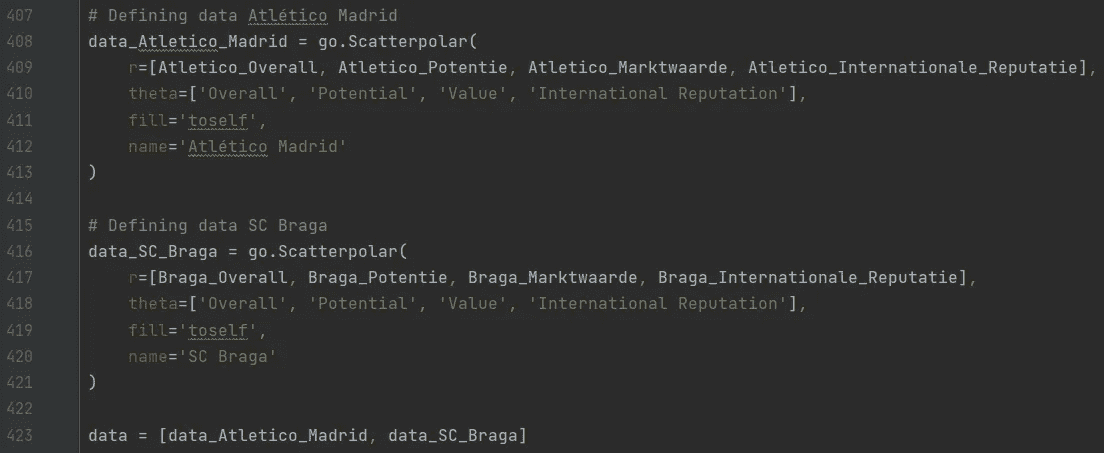 407 # Defining data Atlético Madrid
408 data_Atletico_Madrid = go.Scatterpolar(
409 r=[Atletico_Overall, Atletico_Potentie, Atletico_Marktwaarde, Atletico_Internationale_Reputatie],
410 theta=['Overall', 'Potential', 'Value', 'International Reputation'],
411 fill='toself',
412 name='Atlético Madrid'
413 )
414
415 # Defining data SC Braga
416 data_SC_Braga = go.Scatterpolar(
417 r=[Braga_Overall, Braga_Potentie, Braga_Marktwaarde, Braga_Internationale_Reputatie],
418 theta=['Overall', 'Potential', 'Value', 'International Reputation'],
419 fill='toself',
420 name='SC Braga'
421 )
422
423 data = [data_Atletico_Madrid, data_SC_Braga]